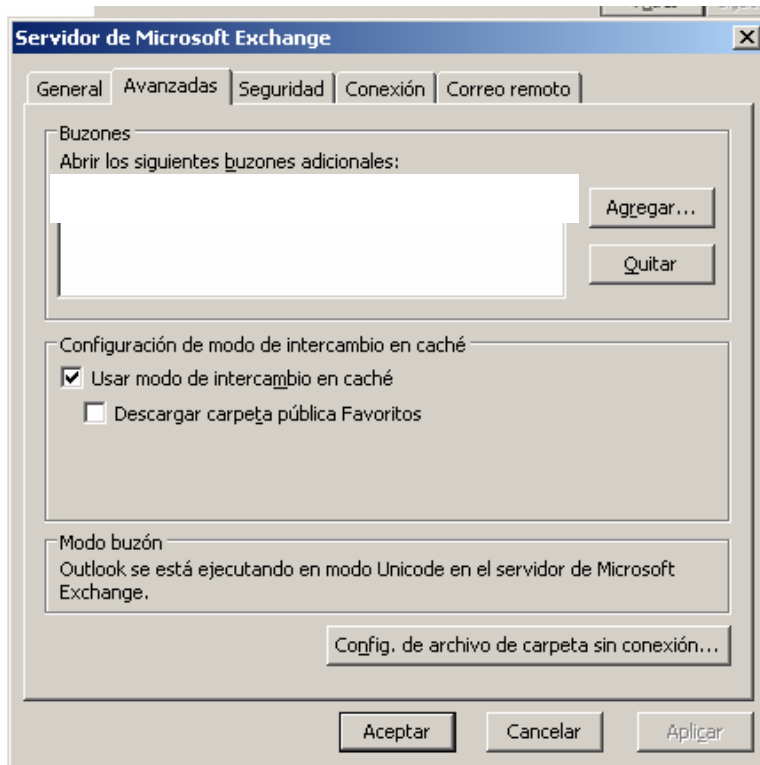 Servidor de Microsoft Exchange
General Avanzadas Seguridad Conexión Correo remoto
Buzones
Abrir los siguientes buzones adicionales:
Agregar...
Quitar
Configuración de modo de intercambio en caché
Usar modo de intercambio en caché
Descargar carpeta pública Favoritos
Modo buzón
Outlook se está ejecutando en modo Unicode en el servidor de Microsoft
Exchange.
Config. de archivo de carpeta sin conexión...
Aceptar Cancelar Aplicar